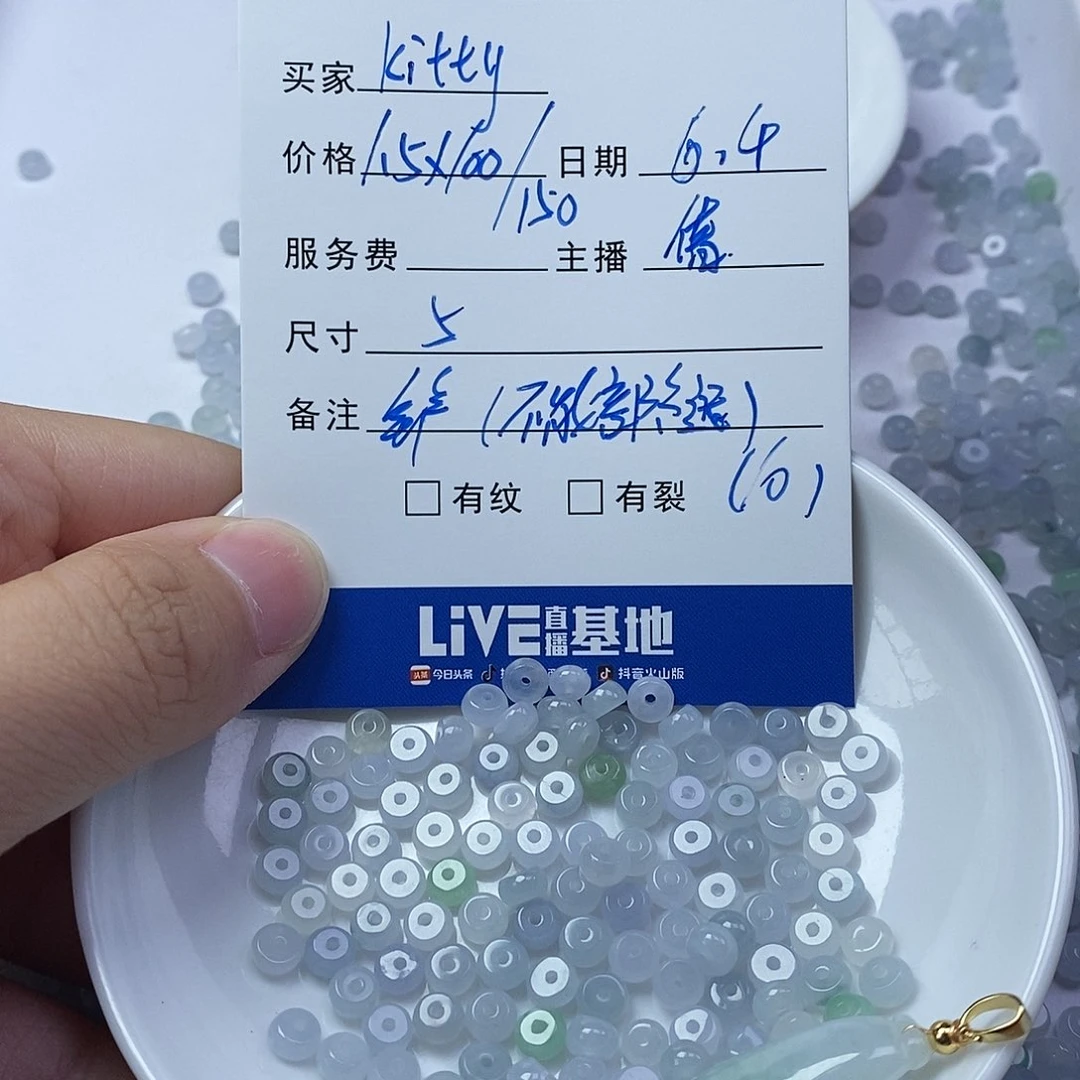 买家 kitty
价格 15X100 日期 6.4
150
服务费 主播
尺寸 5
备注
(10)
□ 有纹 □ 有裂
LiVE直播基地
今日头条 抖音火山版